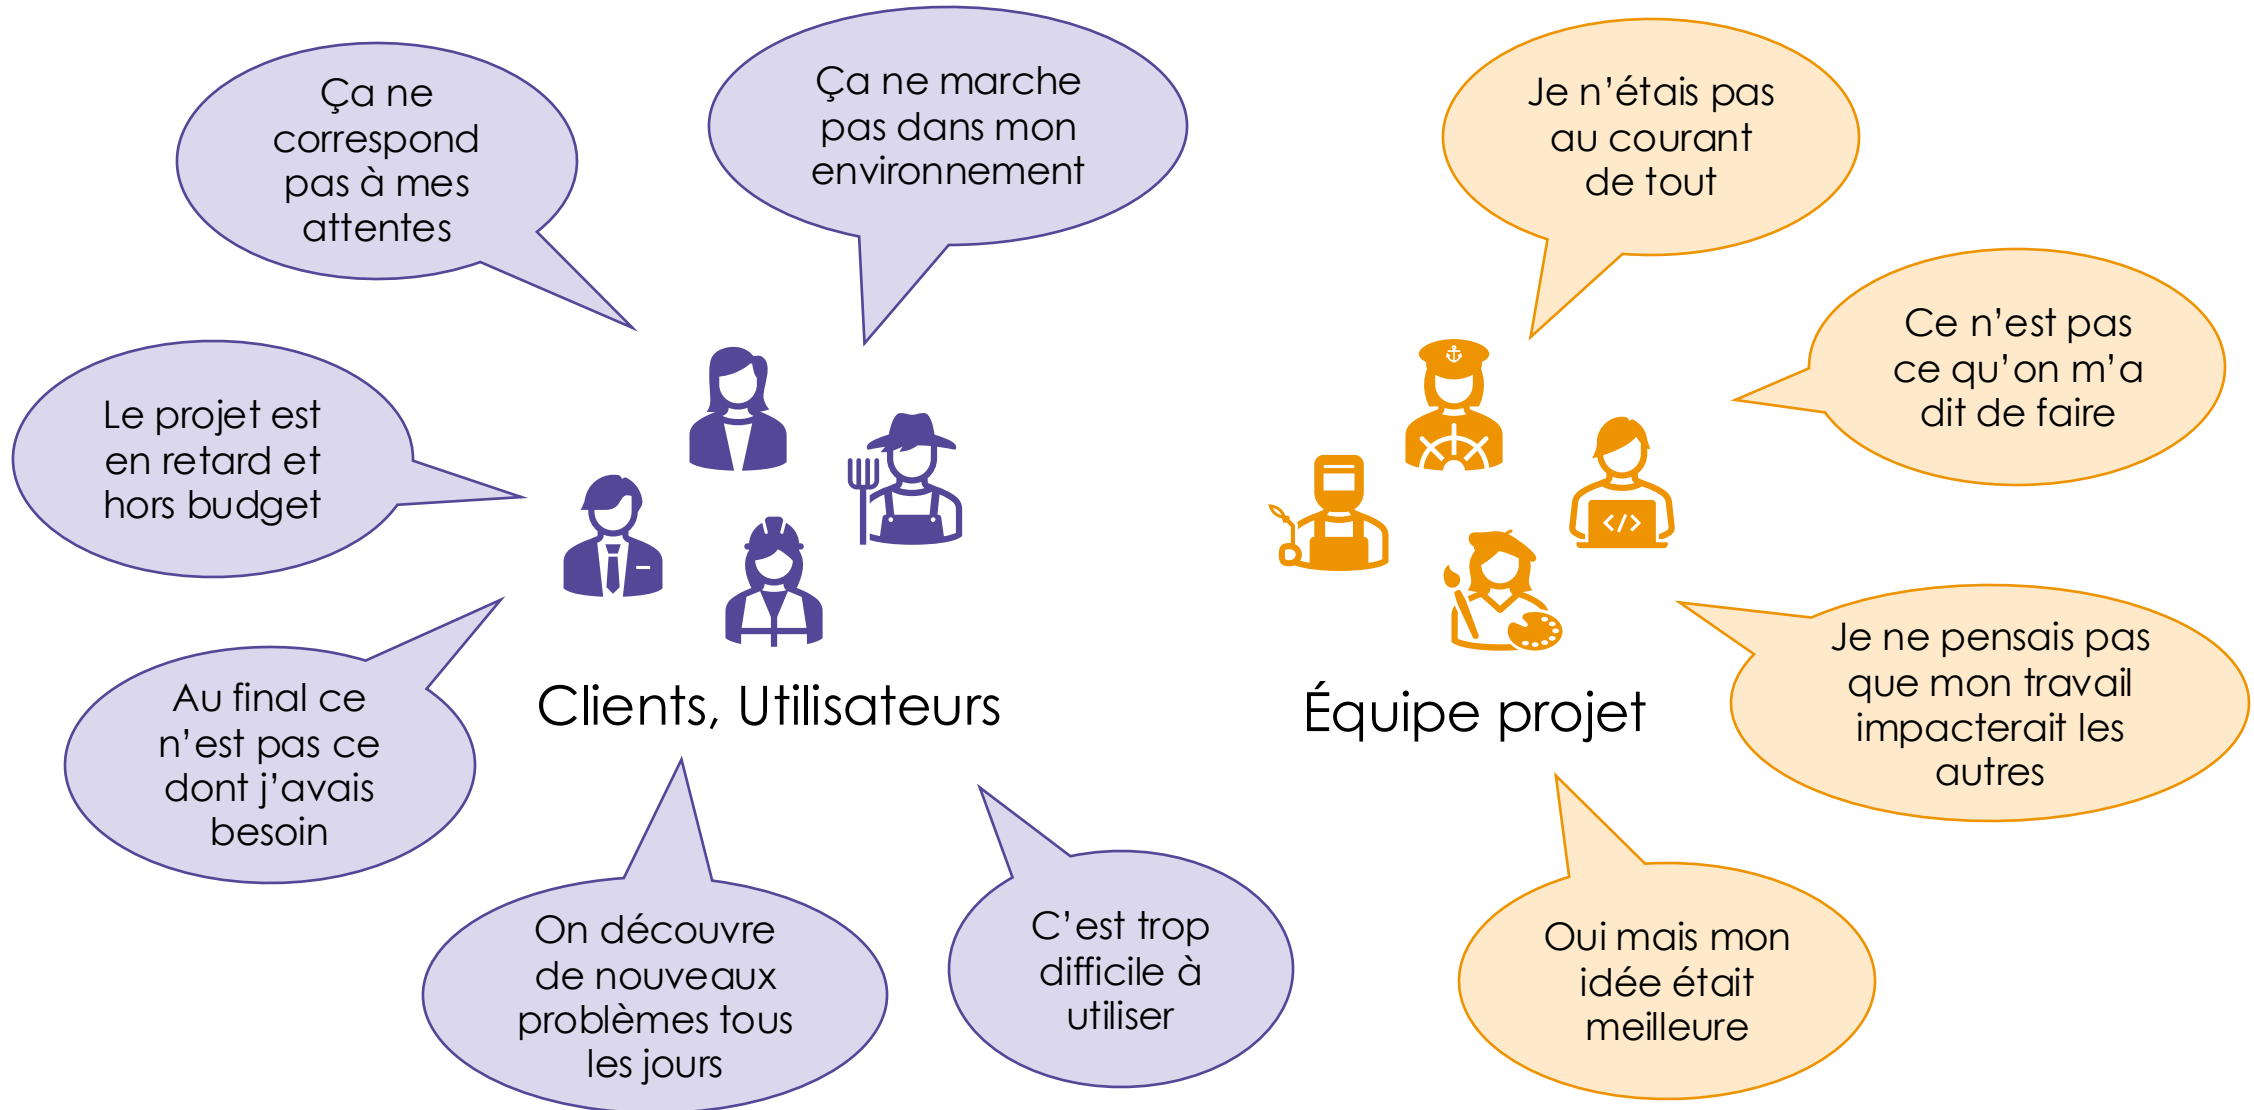 Ça ne
correspond
pas à mes
attentes
Ça ne marche
pas dans mon
environnement
Je n’étais pas
au courant
de tout
Ce n’est pas
ce qu’on m’a
dit de faire
Le projet est
en retard et
hors budget
</>
Au final ce
n’est pas ce
dont j’avais
besoin
Clients, Utilisateurs
Équipe projet
Je ne pensais pas
que mon travail
impacterait les
autres
On découvre
de nouveaux
problèmes tous
les jours
C’est trop
difficile à
utiliser
Oui mais mon
idée était
meilleure